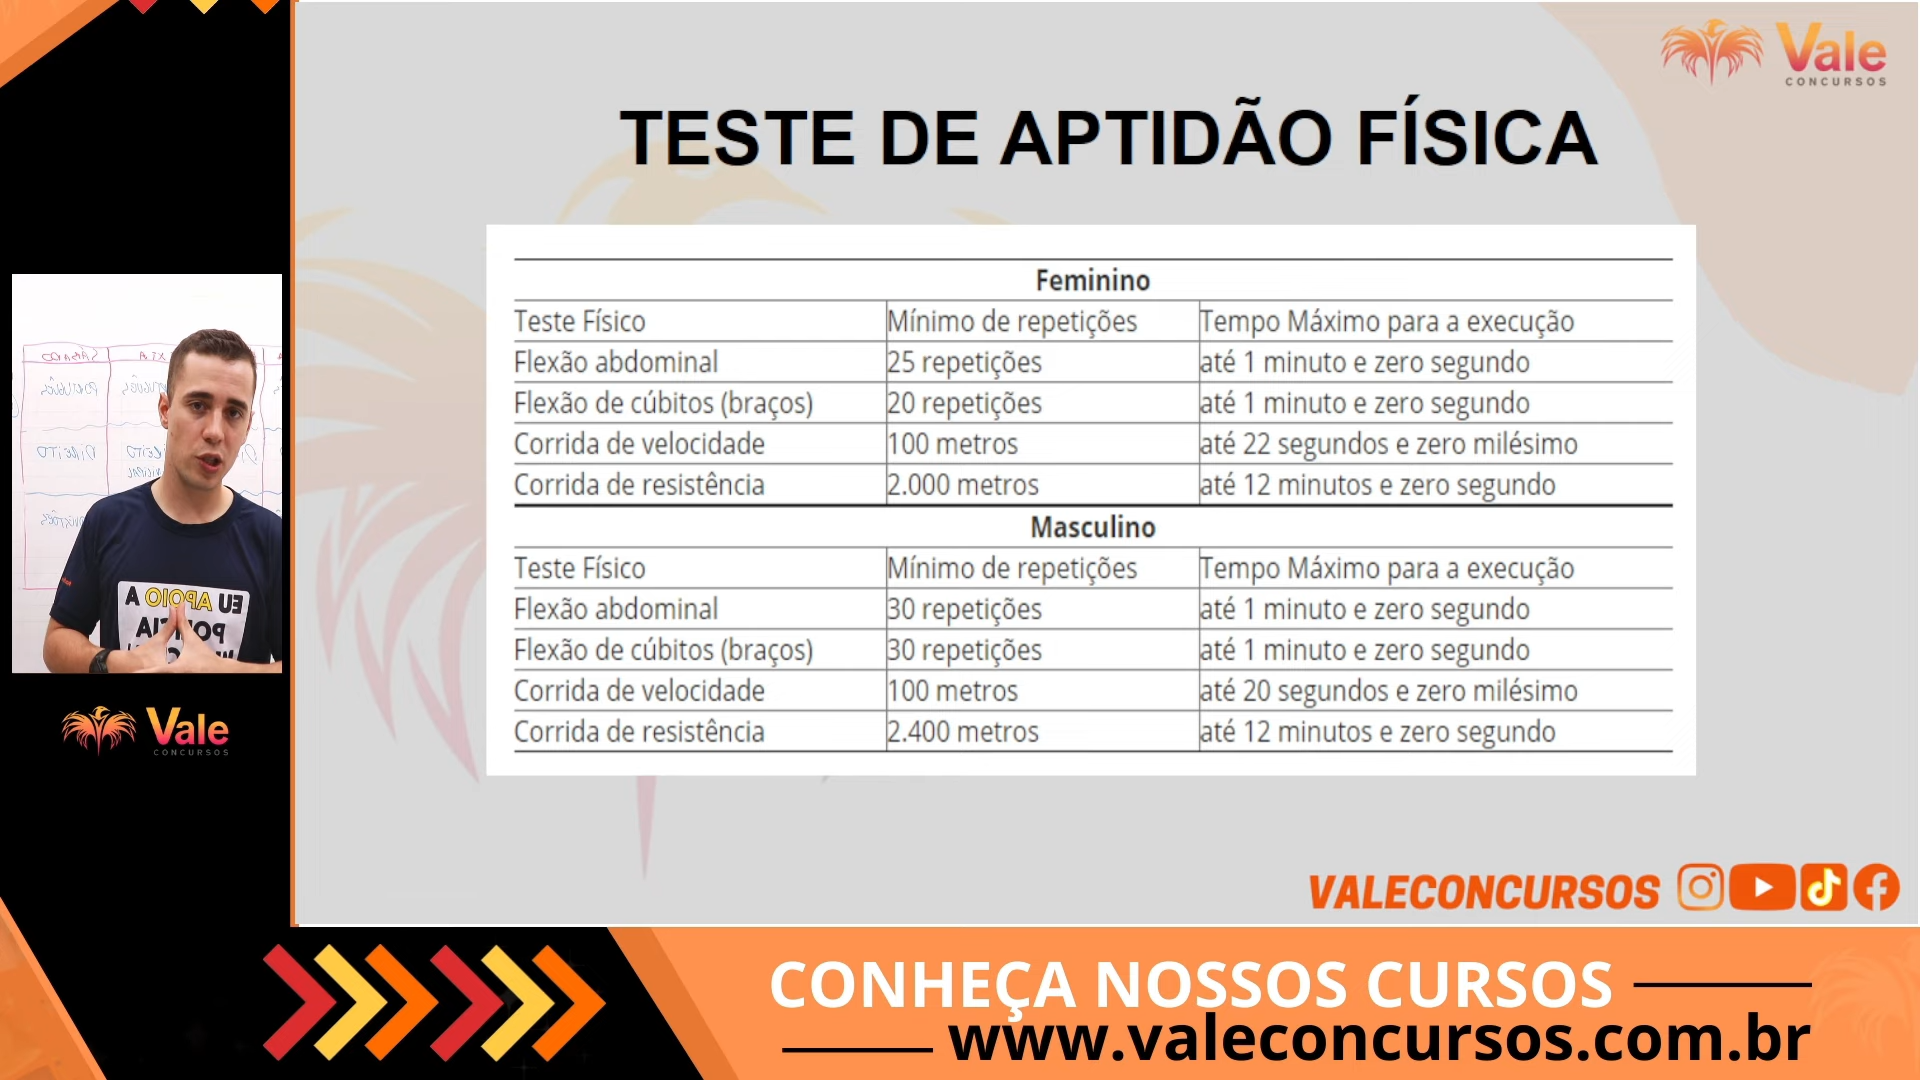 Vale
CONCURSOS
TESTE DE APTIDÃO FÍSICA
Feminino
Teste Físico Mínimo de repetições Tempo Máximo para a execução
Flexão abdominal 25 repetições até 1 minuto e zero segundo
Flexão de cúbitos (braços) 20 repetições até 1 minuto e zero segundo
Corrida de velocidade 100 metros até 22 segundos e zero milésimo
Corrida de resistência 2.000 metros até 12 minutos e zero segundo
Masculino
Teste Físico Mínimo de repetições Tempo Máximo para a execução
Flexão abdominal 30 repetições até 1 minuto e zero segundo
Flexão de cúbitos (braços) 30 repetições até 1 minuto e zero segundo
Corrida de velocidade 100 metros até 20 segundos e zero milésimo
Corrida de resistência 2.400 metros até 12 minutos e zero segundo
SÁBADO
PORTUGUÊS
DIREITO
EU APOIO A
Vale
CONCURSOS
VALECONCURSOS
CONHEÇA NOSSOS CURSOS
www.valeconcursos.com.br